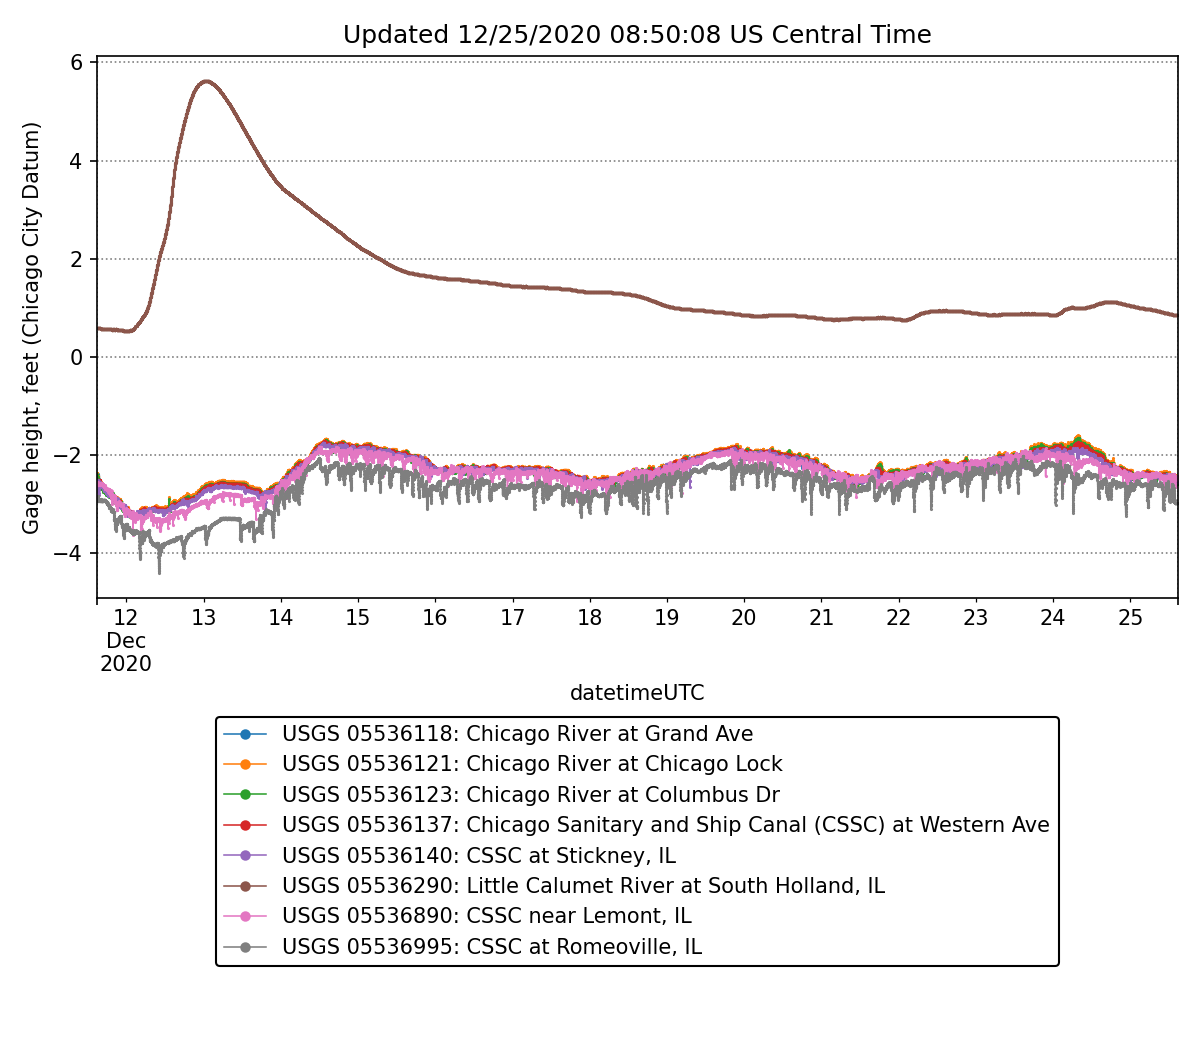 Updated 12/25/2020 08:50:08 US Central Time
Gage height, feet (Chicago City Datum)
6
4
2
0
−2
−4
12 13 14 15 16 17 18 19 20 21 22 23 24 25
Dec
2020
datetimeUTC
USGS 05536118: Chicago River at Grand Ave
USGS 05536121: Chicago River at Chicago Lock
USGS 05536123: Chicago River at Columbus Dr
USGS 05536137: Chicago Sanitary and Ship Canal (CSSC) at Western Ave
USGS 05536140: CSSC at Stickney, IL
USGS 05536290: Little Calumet River at South Holland, IL
USGS 05536890: CSSC near Lemont, IL
USGS 05536995: CSSC at Romeoville, IL